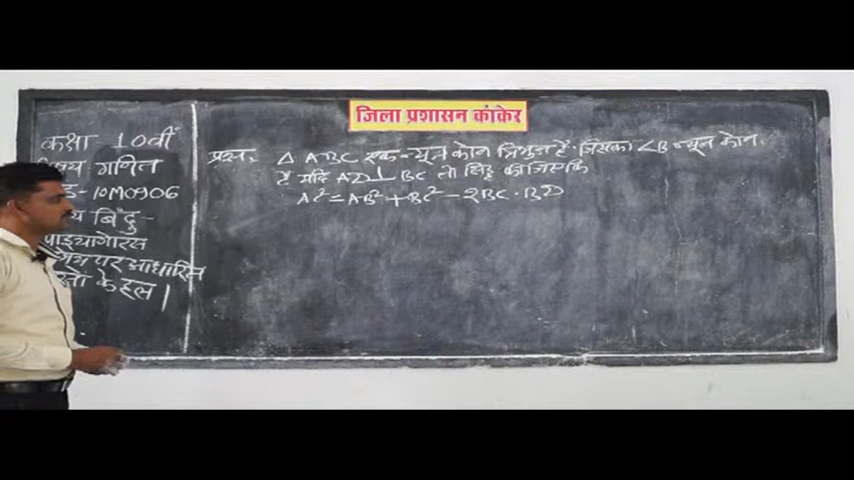 जिला प्रशासन कांकेर
कक्षा - 10वीं
विषय गणित
- 10M0906
बिंदु -
पाइथागोरस
पर आधारित
के हल |
प्रश्न, Δ ABC एक न्यून कोन त्रिभुज है. जिसका ∠B न्यून कोन.
है यदि AD⊥ BC तो सिद्ध कीजिए कि
AC² = AB² + BC² - 2BC . BD